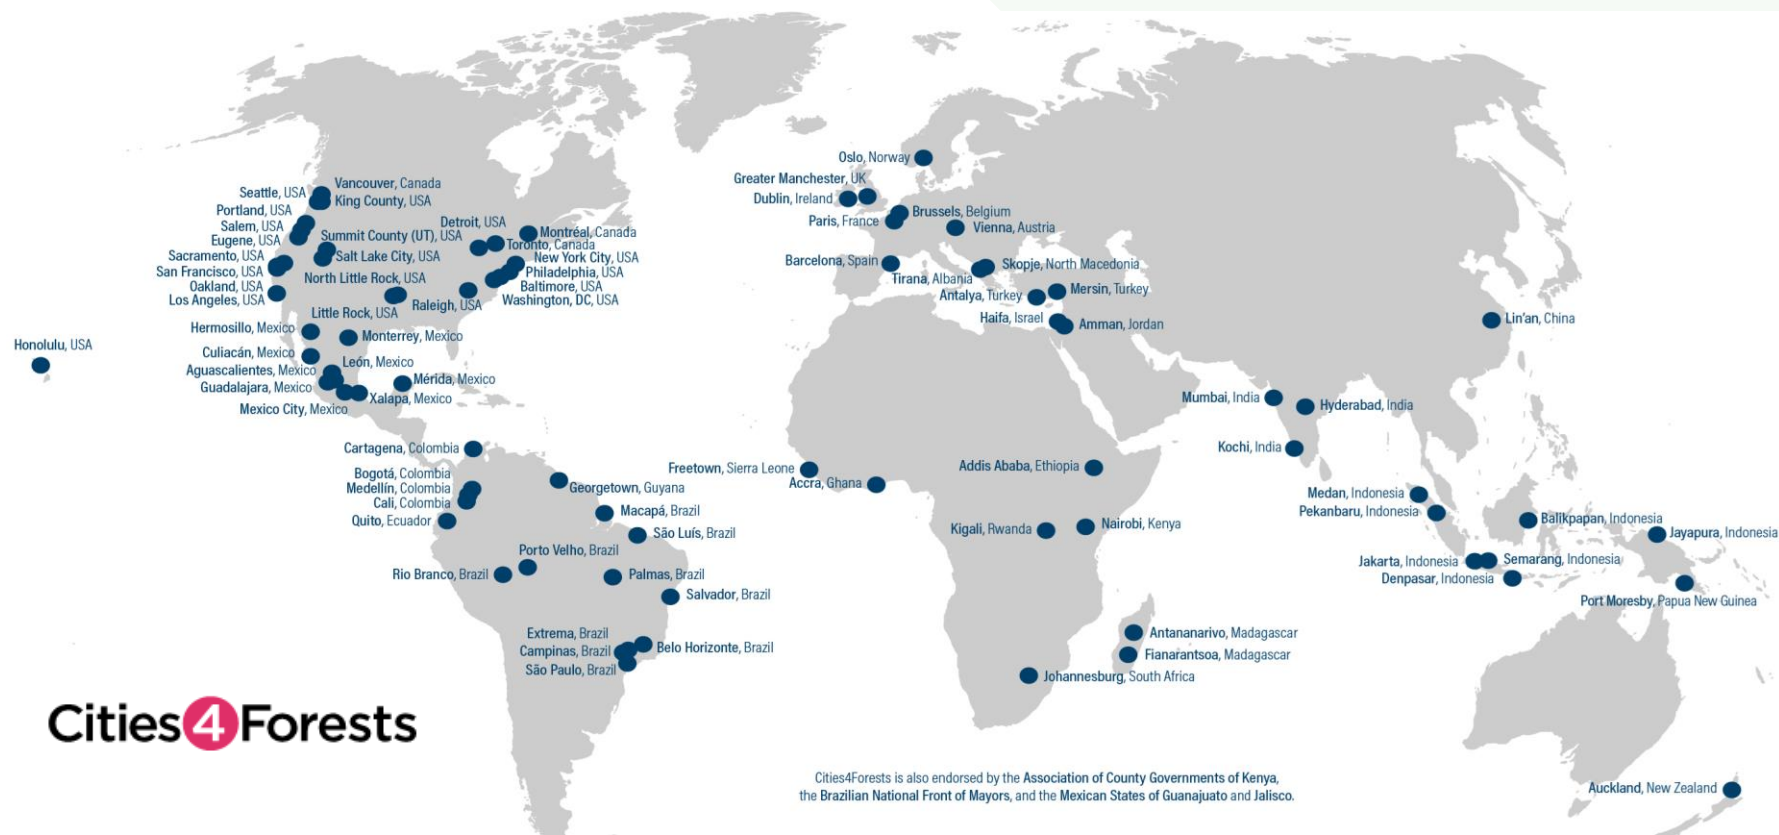 Oslo, Norway
Greater Manchester, UK
Dublin, Ireland
Paris, France
Brussels, Belgium
Vienna, Austria
Barcelona, Spain
Skopje, North Macedonia
Tirana, Albania
Antalya, Turkey
Mersin, Turkey
Haifa, Israel
Amman, Jordan
Seattle, USA
Vancouver, Canada
King County, USA
Portland, USA
Salem, USA
Eugene, USA
Detroit, USA
Summit County (UT), USA
Montréal, Canada
Toronto, Canada
Salt Lake City, USA
New York City, USA
Sacramento, USA
San Francisco, USA
Oakland, USA
Los Angeles, USA
North Little Rock, USA
Philadelphia, USA
Baltimore, USA
Washington, DC, USA
Raleigh, USA
Little Rock, USA
Hermosillo, Mexico
Monterrey, Mexico
Honolulu, USA
Culiacán, Mexico
León, Mexico
Aguascalientes, Mexico
Guadalajara, Mexico
Mérida, Mexico
Xalapa, Mexico
Mexico City, Mexico
Lin'an, China
Mumbai, India
Hyderabad, India
Kochi, India
Cartagena, Colombia
Bogotá, Colombia
Medellín, Colombia
Cali, Colombia
Quito, Ecuador
Georgetown, Guyana
Macapá, Brazil
São Luís, Brazil
Porto Velho, Brazil
Rio Branco, Brazil
Palmas, Brazil
Salvador, Brazil
Extrema, Brazil
Campinas, Brazil
Belo Horizonte, Brazil
São Paulo, Brazil
Freetown, Sierra Leone
Accra, Ghana
Addis Ababa, Ethiopia
Kigali, Rwanda
Nairobi, Kenya
Antananarivo, Madagascar
Fianarantsoa, Madagascar
Johannesburg, South Africa
Medan, Indonesia
Pekanbaru, Indonesia
Balikpapan, Indonesia
Jayapura, Indonesia
Jakarta, Indonesia
Semarang, Indonesia
Denpasar, Indonesia
Port Moresby, Papua New Guinea
Auckland, New Zealand
Cities4Forests
Cities4Forests is also endorsed by the Association of County Governments of Kenya,
the Brazilian National Front of Mayors, and the Mexican States of Guanajuato and Jalisco.